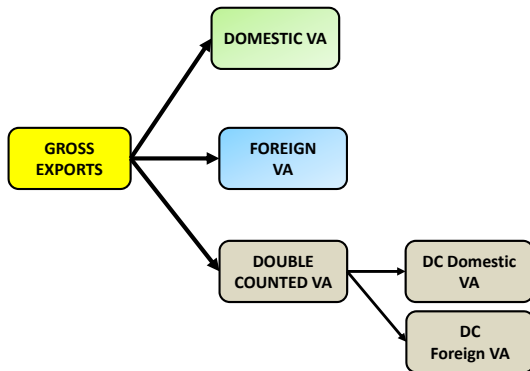 DOMESTIC VA
GROSS
EXPORTS
FOREIGN
VA
DOUBLE
COUNTED VA
DC Domestic
VA
DC
Foreign VA